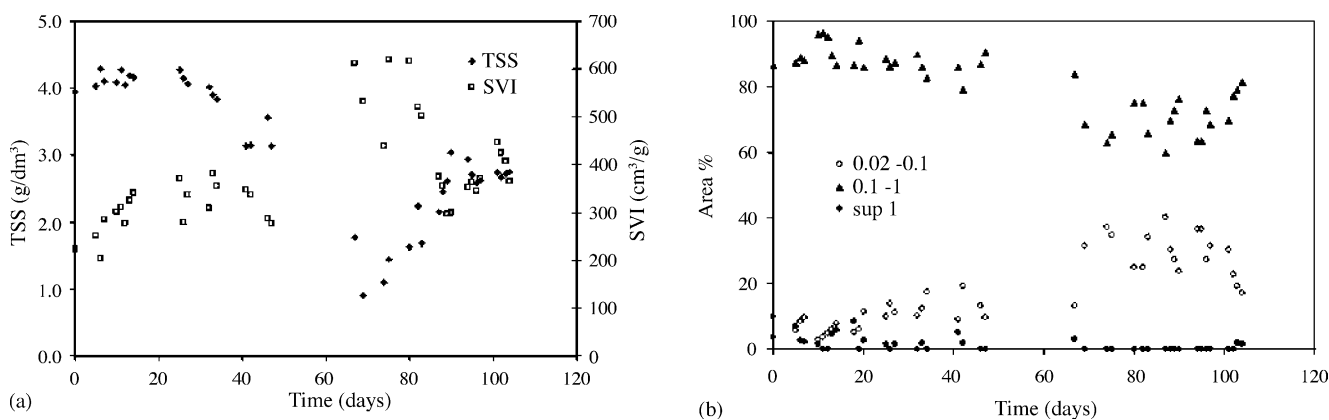 5.0
4.0
3.0
2.0
1.0
0.0
TSS (g/dm³)
700
600
500
400
300
200
100
0
SVI (cm³/g)
TSS
SVI
0 20 40 60 80 100 120
Time (days)
(a)
100
80
60
40
20
0
Area %
0.02 -0.1
0.1 -1
sup 1
0 20 40 60 80 100 120
Time (days)
(b)